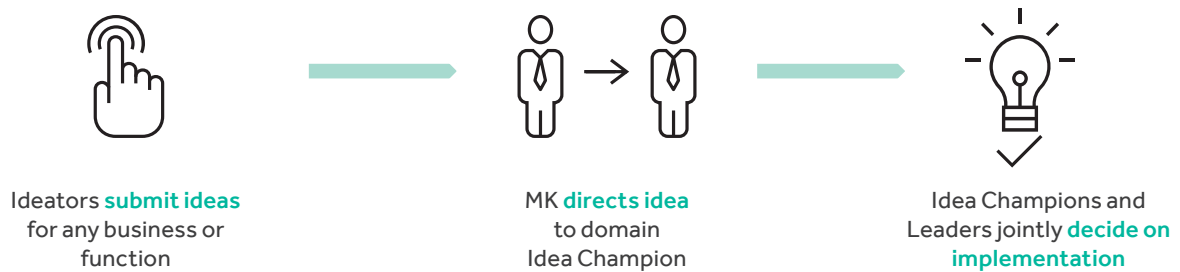 Ideators submit ideas
for any business or
function
MK directs idea
to domain
Idea Champion
Idea Champions and
Leaders jointly decide on
implementation